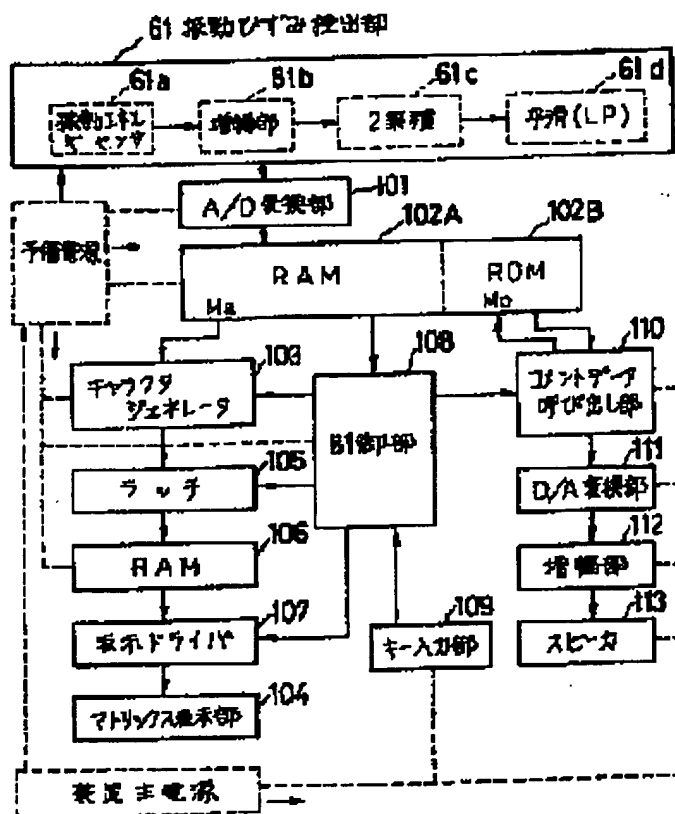 61 振動ひずみ検出部
61a
61b
61c
61d
振動エネルギーセンサ
増幅部
2乗積
平滑(LP)
101
A/D変換部
102A
102B
予備電源
RAM
Ma
ROM
Mo
103
キャラクタ
ジェネレータ
108
制御部
110
コメントデータ
呼び出し部
105
ラッチ
111
D/A変換部
106
RAM
112
増幅部
107
表示ドライバ
109
キー入力部
113
スピーカ
104
マトリックス表示部
装置主電源